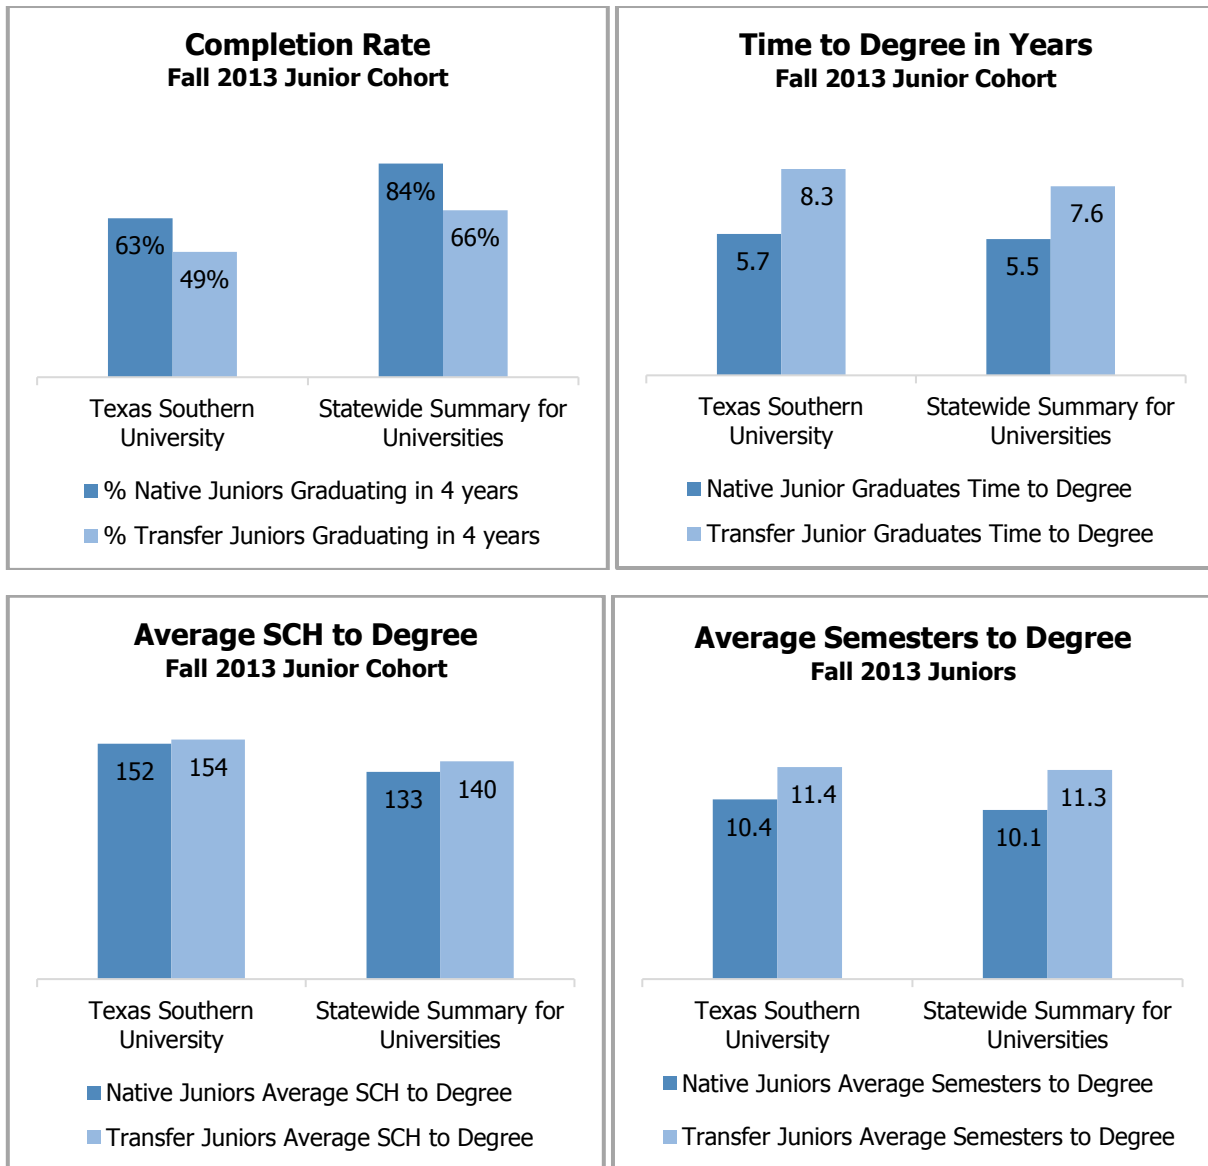 Completion Rate
Fall 2013 Junior Cohort
63%
49%
84%
66%
Texas Southern
University
Statewide Summary for
Universities
% Native Juniors Graduating in 4 years
% Transfer Juniors Graduating in 4 years
Time to Degree in Years
Fall 2013 Junior Cohort
5.7
8.3
5.5
7.6
Texas Southern
University
Statewide Summary for
Universities
Native Junior Graduates Time to Degree
Transfer Junior Graduates Time to Degree
Average SCH to Degree
Fall 2013 Junior Cohort
152
154
133
140
Texas Southern
University
Statewide Summary for
Universities
Native Juniors Average SCH to Degree
Transfer Juniors Average SCH to Degree
Average Semesters to Degree
Fall 2013 Juniors
10.4
11.4
10.1
11.3
Texas Southern
University
Statewide Summary for
Universities
Native Juniors Average Semesters to Degree
Transfer Juniors Average Semesters to Degree